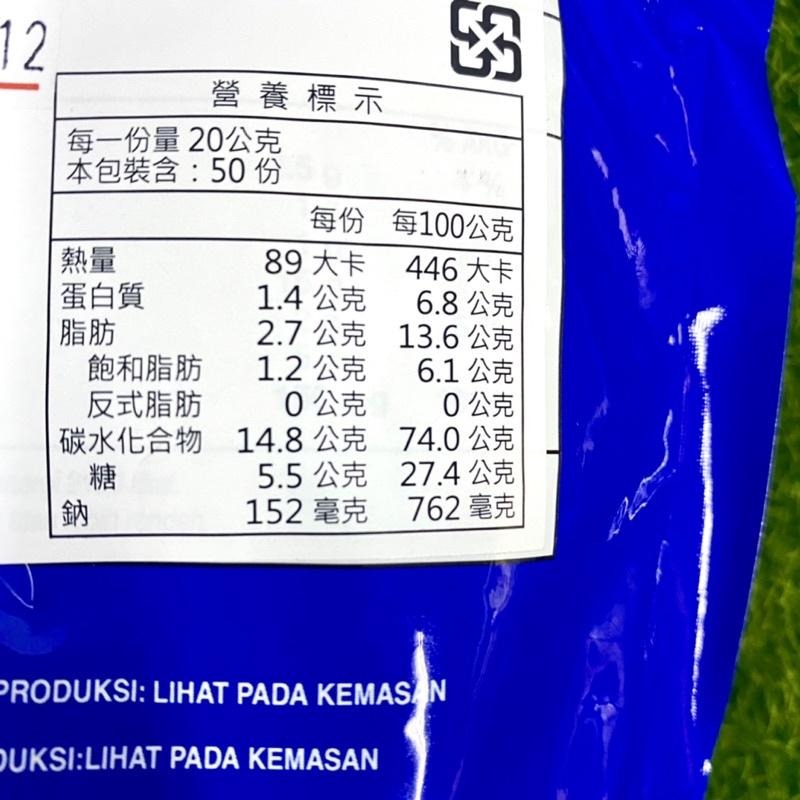 12
營養標示
每一份量 20公克
本包裝含：50 份
每份 每100公克
熱量 89 大卡 446 大卡
蛋白質 1.4 公克 6.8 公克
脂肪 2.7 公克 13.6 公克
飽和脂肪 1.2 公克 6.1 公克
反式脂肪 0 公克 0 公克
碳水化合物 14.8 公克 74.0 公克
糖 5.5 公克 27.4 公克
鈉 152 毫克 762 毫克
PRODUKSI: LIHAT PADA KEMASAN
DUKSI:LIHAT PADA KEMASAN